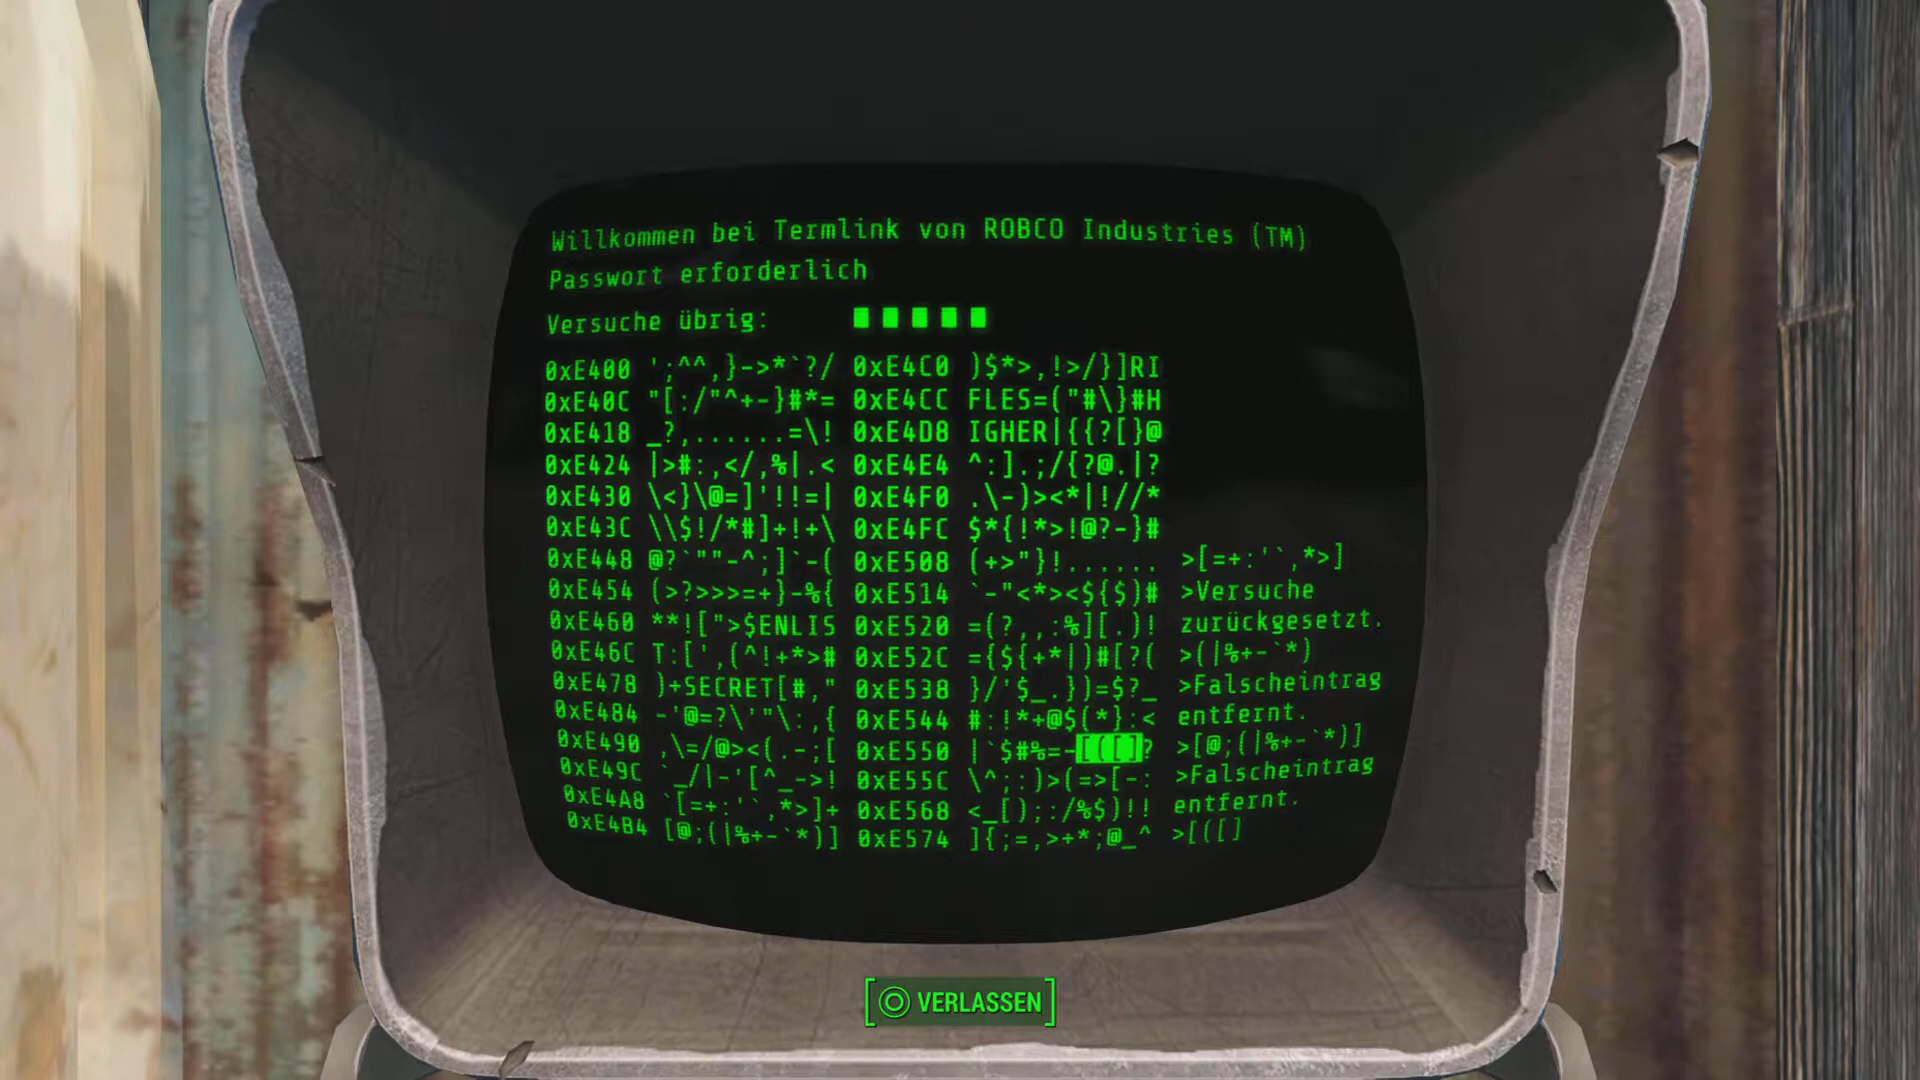 Willkommen bei Termlink von ROBCO Industries (TM)
Passwort erforderlich
Versuche übrig: ■ ■ ■ ■ ■
0xE400 ';^^,}->*`?/ 0xE4C0 )$*>,!>/}]RI
0xE40C "[:/"^+-}#*= 0xE4CC FLES=("#\}#H
0xE418 _?,......=\! 0xE4D8 IGHER|{{?[}@
0xE424 |>#:,</,%|.< 0xE4E4 ^:].;/{?@.|?
0xE430 \<}\@=]'!!=| 0xE4F0 .\-)><*|!//*
0xE43C \\$!/*#]+!+\ 0xE4FC $*{!*>!@?-}#
0xE448 @?`""-^;]`-( 0xE508 (+>"}!...... >[=+:'`,*>]
0xE454 (>?>>>=+}-%{ 0xE514 `-"<*><${$)# >Versuche
0xE460 **!​[">$ENLIS 0xE520 =(?,,:%][.)! zurückgesetzt.
0xE46C T:[',(^!+*># 0xE52C ={${+*|)#[?( >(|%+-`*)
0xE478 )+SECRET[#," 0xE538 }/'$_.})=$?_ >Falscheintrag
0xE484 -'@=?\'"\:,{ 0xE544 #:!*+@$(*}:< entfernt.
0xE490 ,\=/@><(.-;[ 0xE550 |`$#%=-[([]? >[@;(|%+-`*)]
0xE49C `_/|-'[^_->! 0xE55C \^;:)>(=>[-: >Falscheintrag
0xE4A8 `[=+:'`,*>]+ 0xE568 <_[);:/%$)!! entfernt.
0xE4B4 [@;(|%+-`*)] 0xE574 ]{;=,>+*;@_^ >[([]
VERLASSEN